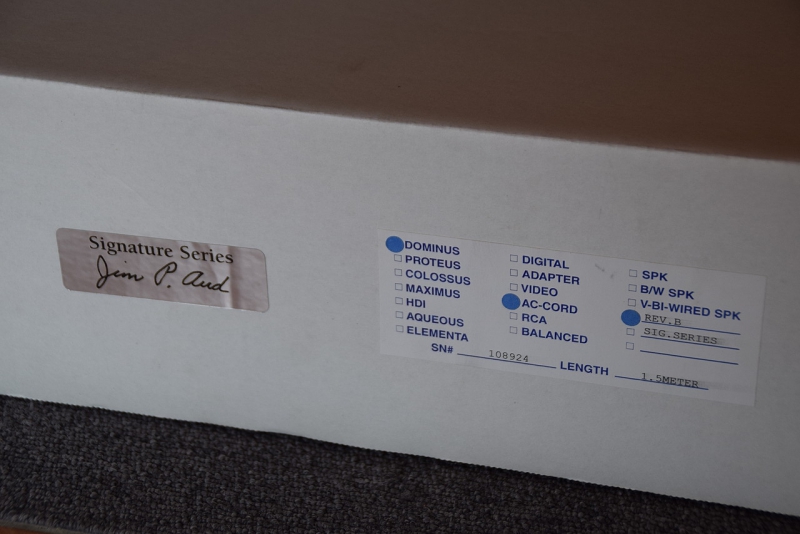 Signature Series
Jim P. Aud
DOMINUS
PROTEUS
COLOSSUS
MAXIMUS
HDI
AQUEOUS
ELEMENTA
DIGITAL
ADAPTER
VIDEO
AC-CORD
RCA
BALANCED
SPK
B/W SPK
V-BI-WIRED SPK
REV.B
SIG.SERIES
SN# 108924 LENGTH 1.5METER